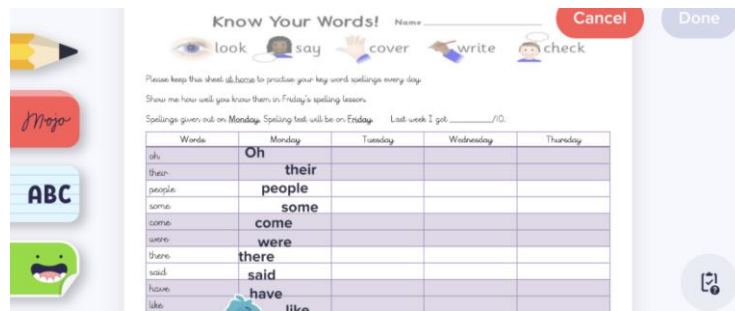 Know Your Words! Name
Cancel
Done
look say cover write check
Please keep this sheet at home to practise your key word spellings every day.
Show me how well you know them in Friday's spelling lesson.
Spellings given out on Monday. Spelling test will be on Friday. Last week I got ________/10.
Mojo
ABC
Words Monday Tuesday Wednesday Thursday
oh Oh
their their
people people
some some
come come
were were
there there
said said
have have
like like